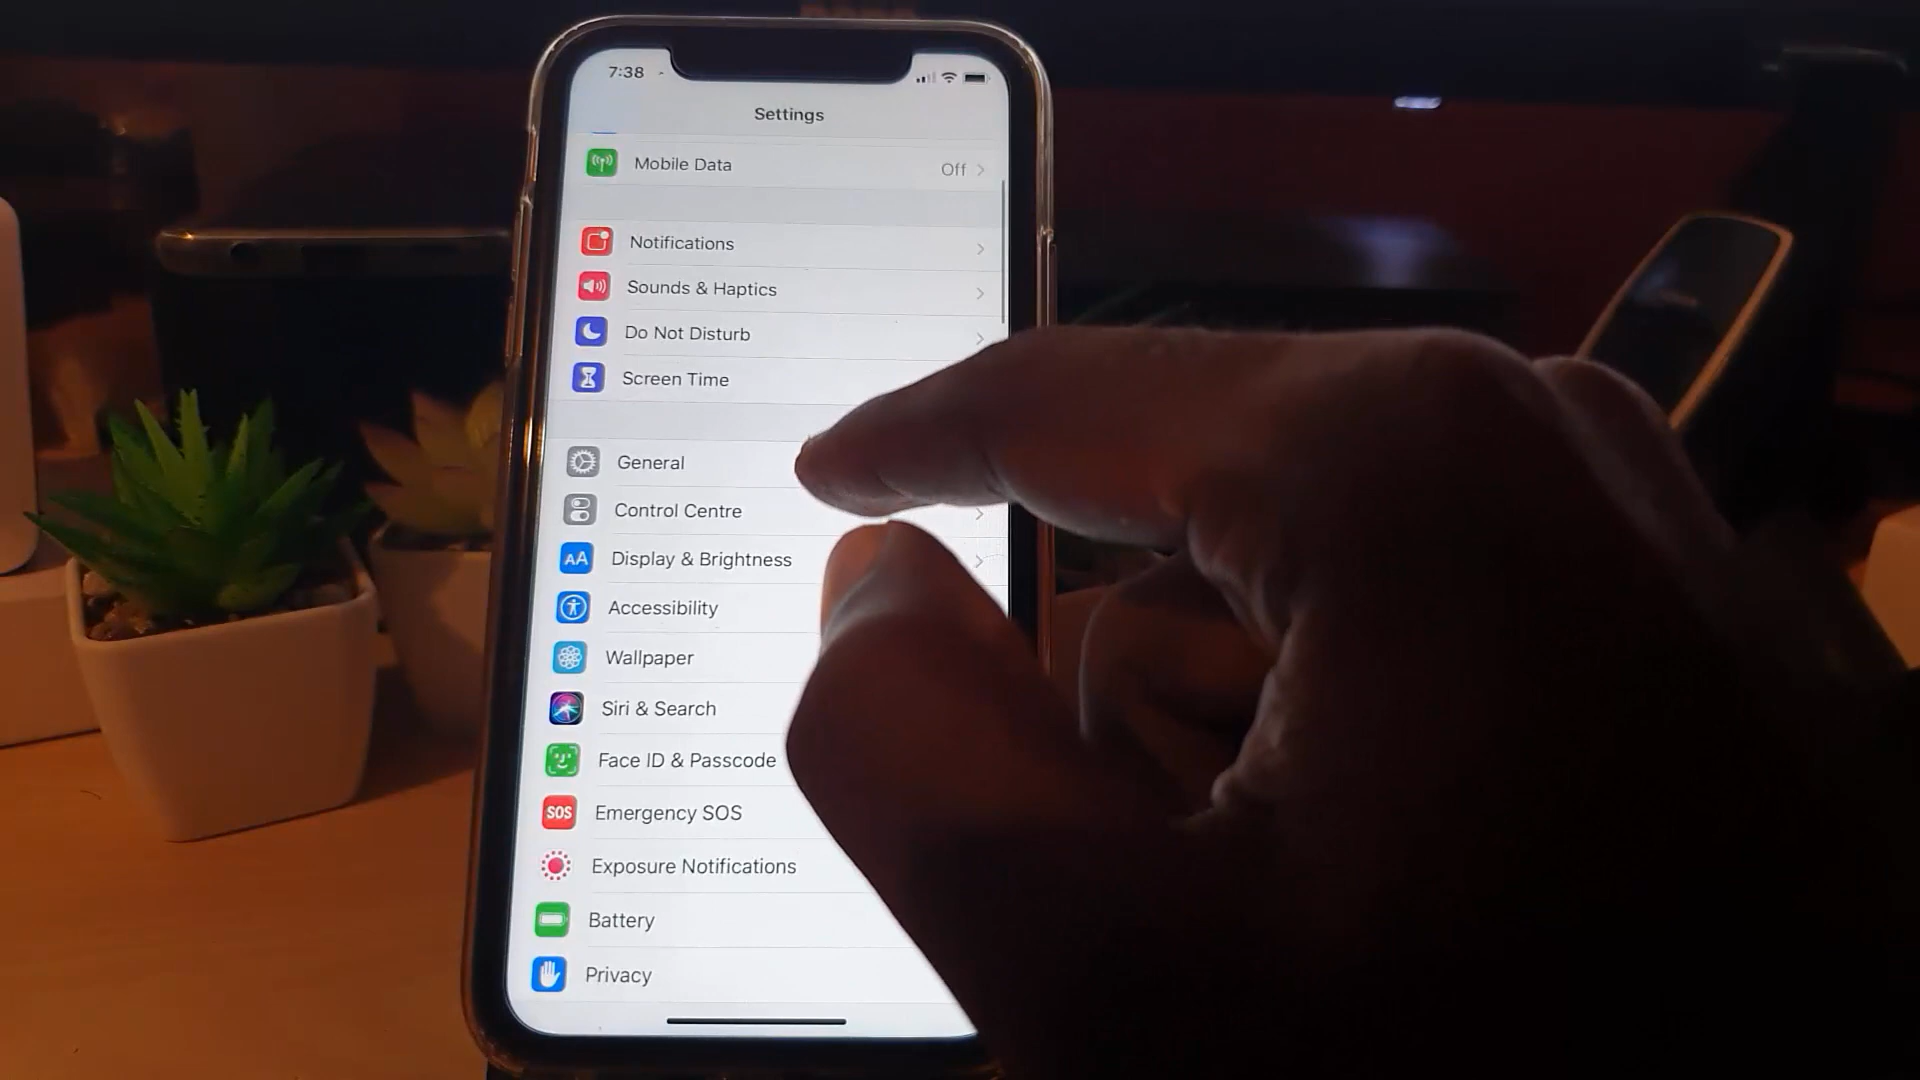 7:38
Settings
Mobile Data Off
Notifications
Sounds & Haptics
Do Not Disturb
Screen Time
General
Control Centre
AA Display & Brightness
Accessibility
Wallpaper
Siri & Search
Face ID & Passcode
SOS Emergency SOS
Exposure Notifications
Battery
Privacy